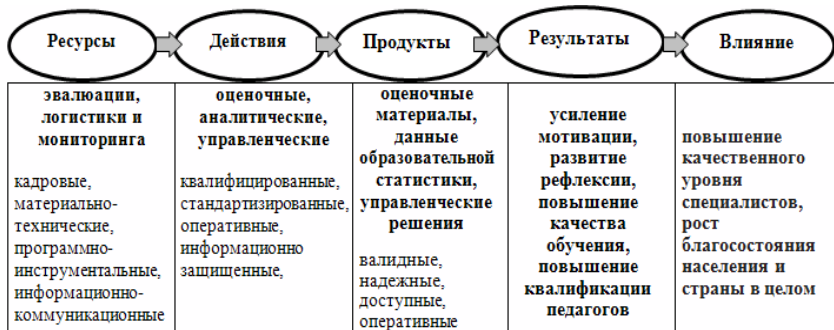 Ресурсы
Действия
Продукты
Результаты
Влияние
эвалюации,
логистики и
мониторинга
кадровые,
материально-
технические,
программно-
инструментальные,
информационно-
коммуникационные
оценочные,
аналитические,
управленческие
квалифицированные,
стандартизированные,
оперативные,
информационно
защищенные,
оценочные
материалы,
данные
образовательной
статистики,
управленческие
решения
валидные,
надежные,
доступные,
оперативные
усиление
мотивации,
развитие
рефлексии,
повышение
качества
обучения,
повышение
квалификации
педагогов
повышение
качественного
уровня
специалистов,
рост
благосостояния
населения и
страны в целом